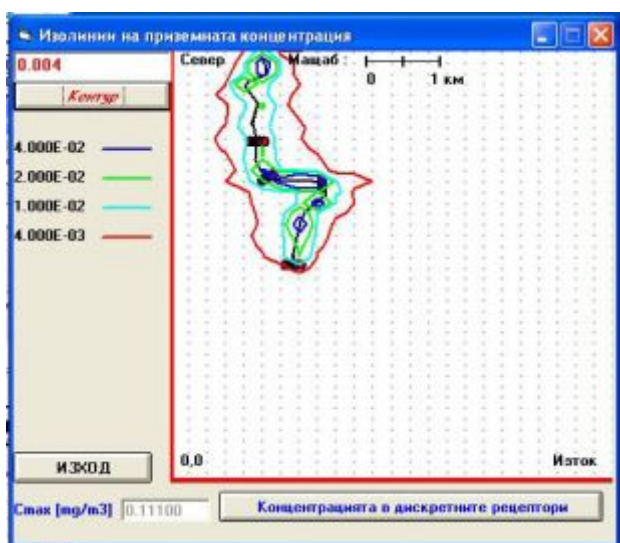 Изолинии на приземната концентрация
0.004
Контур
4.000E-02
2.000E-02
1.000E-02
4.000E-03
Север Мащаб :
0 1 км
0,0 Изток
ИЗХОД
Cmax [mg/m3] 0.11100
Концентрацията в дискретните рецептори